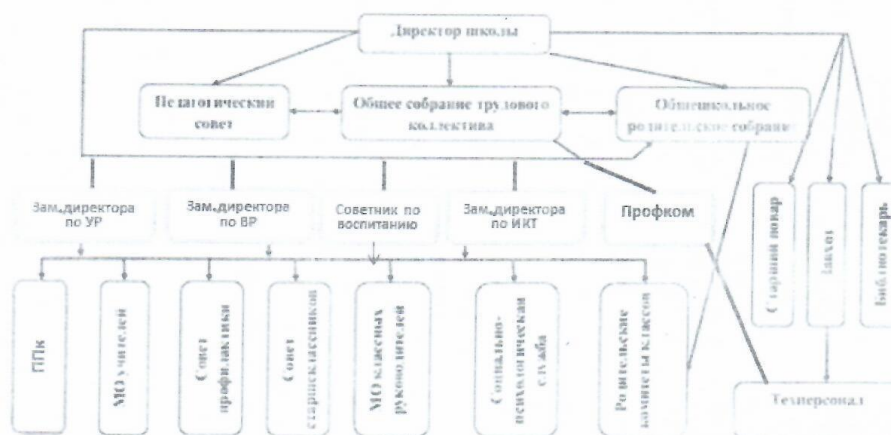 Директор школы
Педагогический
совет
Общее собрание трудового
коллектива
Общешкольное
родительское собрание
Зам.директора
по УР
Зам.директора
по ВР
Советник по
воспитанию
Зам.директора
по ИКТ
Профком
Старший повар
Завхоз
Библиотекарь
ППк
МО учителей
Совет
профилактики
Совет
старшеклассников
МО классных
руководителей
Социально-
психологическая
служба
Родительские
комитеты классов
Техперсонал